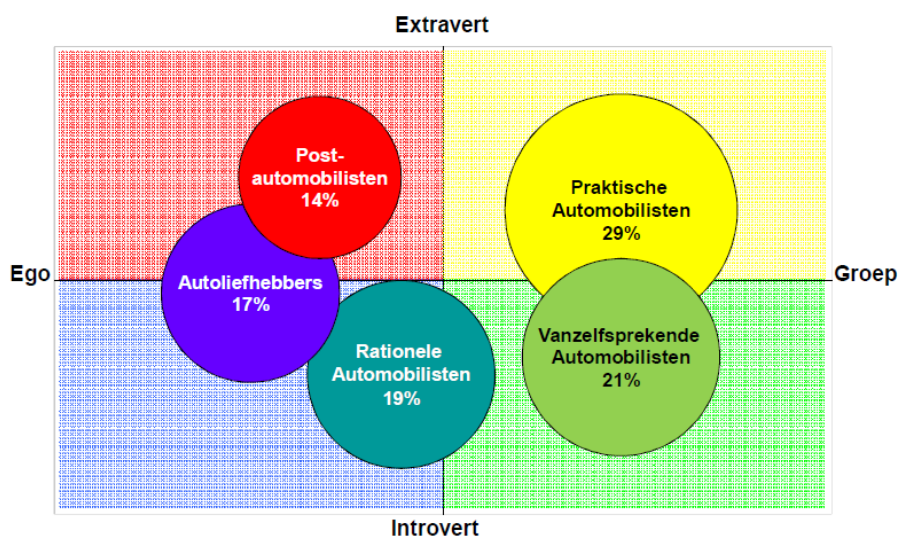 Extravert
Post-
automobilisten
14%
Praktische
Automobilisten
29%
Ego
Groep
Autoliefhebbers
17%
Vanzelfsprekende
Automobilisten
21%
Rationele
Automobilisten
19%
Introvert